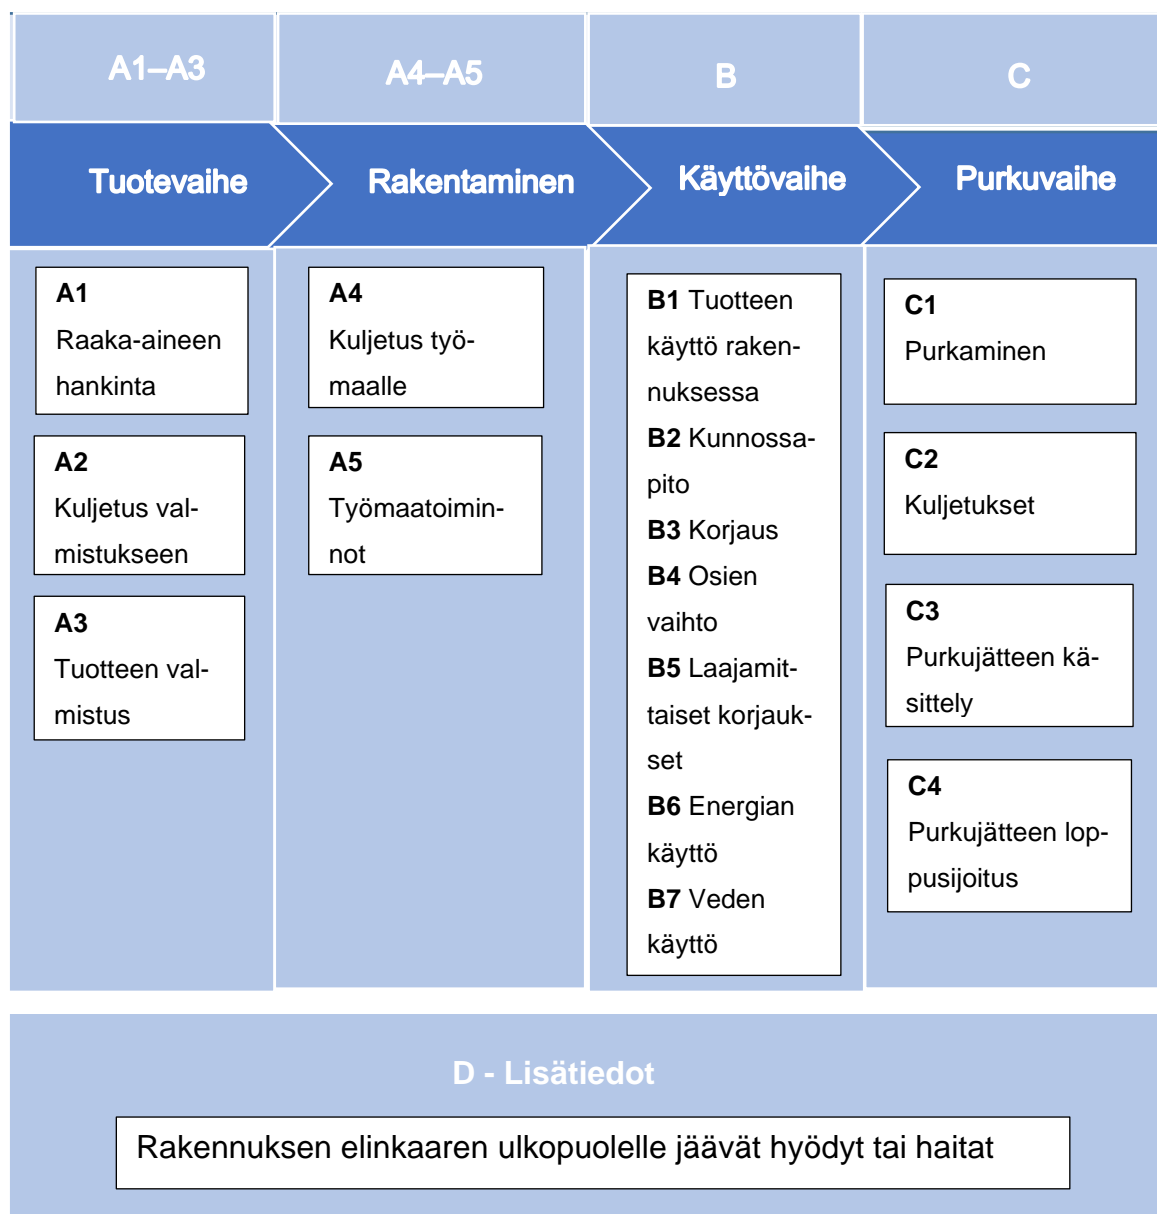 A1–A3
A4–A5
B
C
Tuotevaihe
Rakentaminen
Käyttövaihe
Purkuvaihe
A1
Raaka-aineen
hankinta
A2
Kuljetus val-
mistukseen
A3
Tuotteen val-
mistus
A4
Kuljetus työ-
maalle
A5
Työmaatoimin-
not
B1 Tuotteen
käyttö raken-
nuksessa
B2 Kunnossa-
pito
B3 Korjaus
B4 Osien
vaihto
B5 Laajamit-
taiset korjauk-
set
B6 Energian
käyttö
B7 Veden
käyttö
C1
Purkaminen
C2
Kuljetukset
C3
Purkujätteen kä-
sittely
C4
Purkujätteen lop-
pusijoitus
D - Lisätiedot
Rakennuksen elinkaaren ulkopuolelle jäävät hyödyt tai haitat